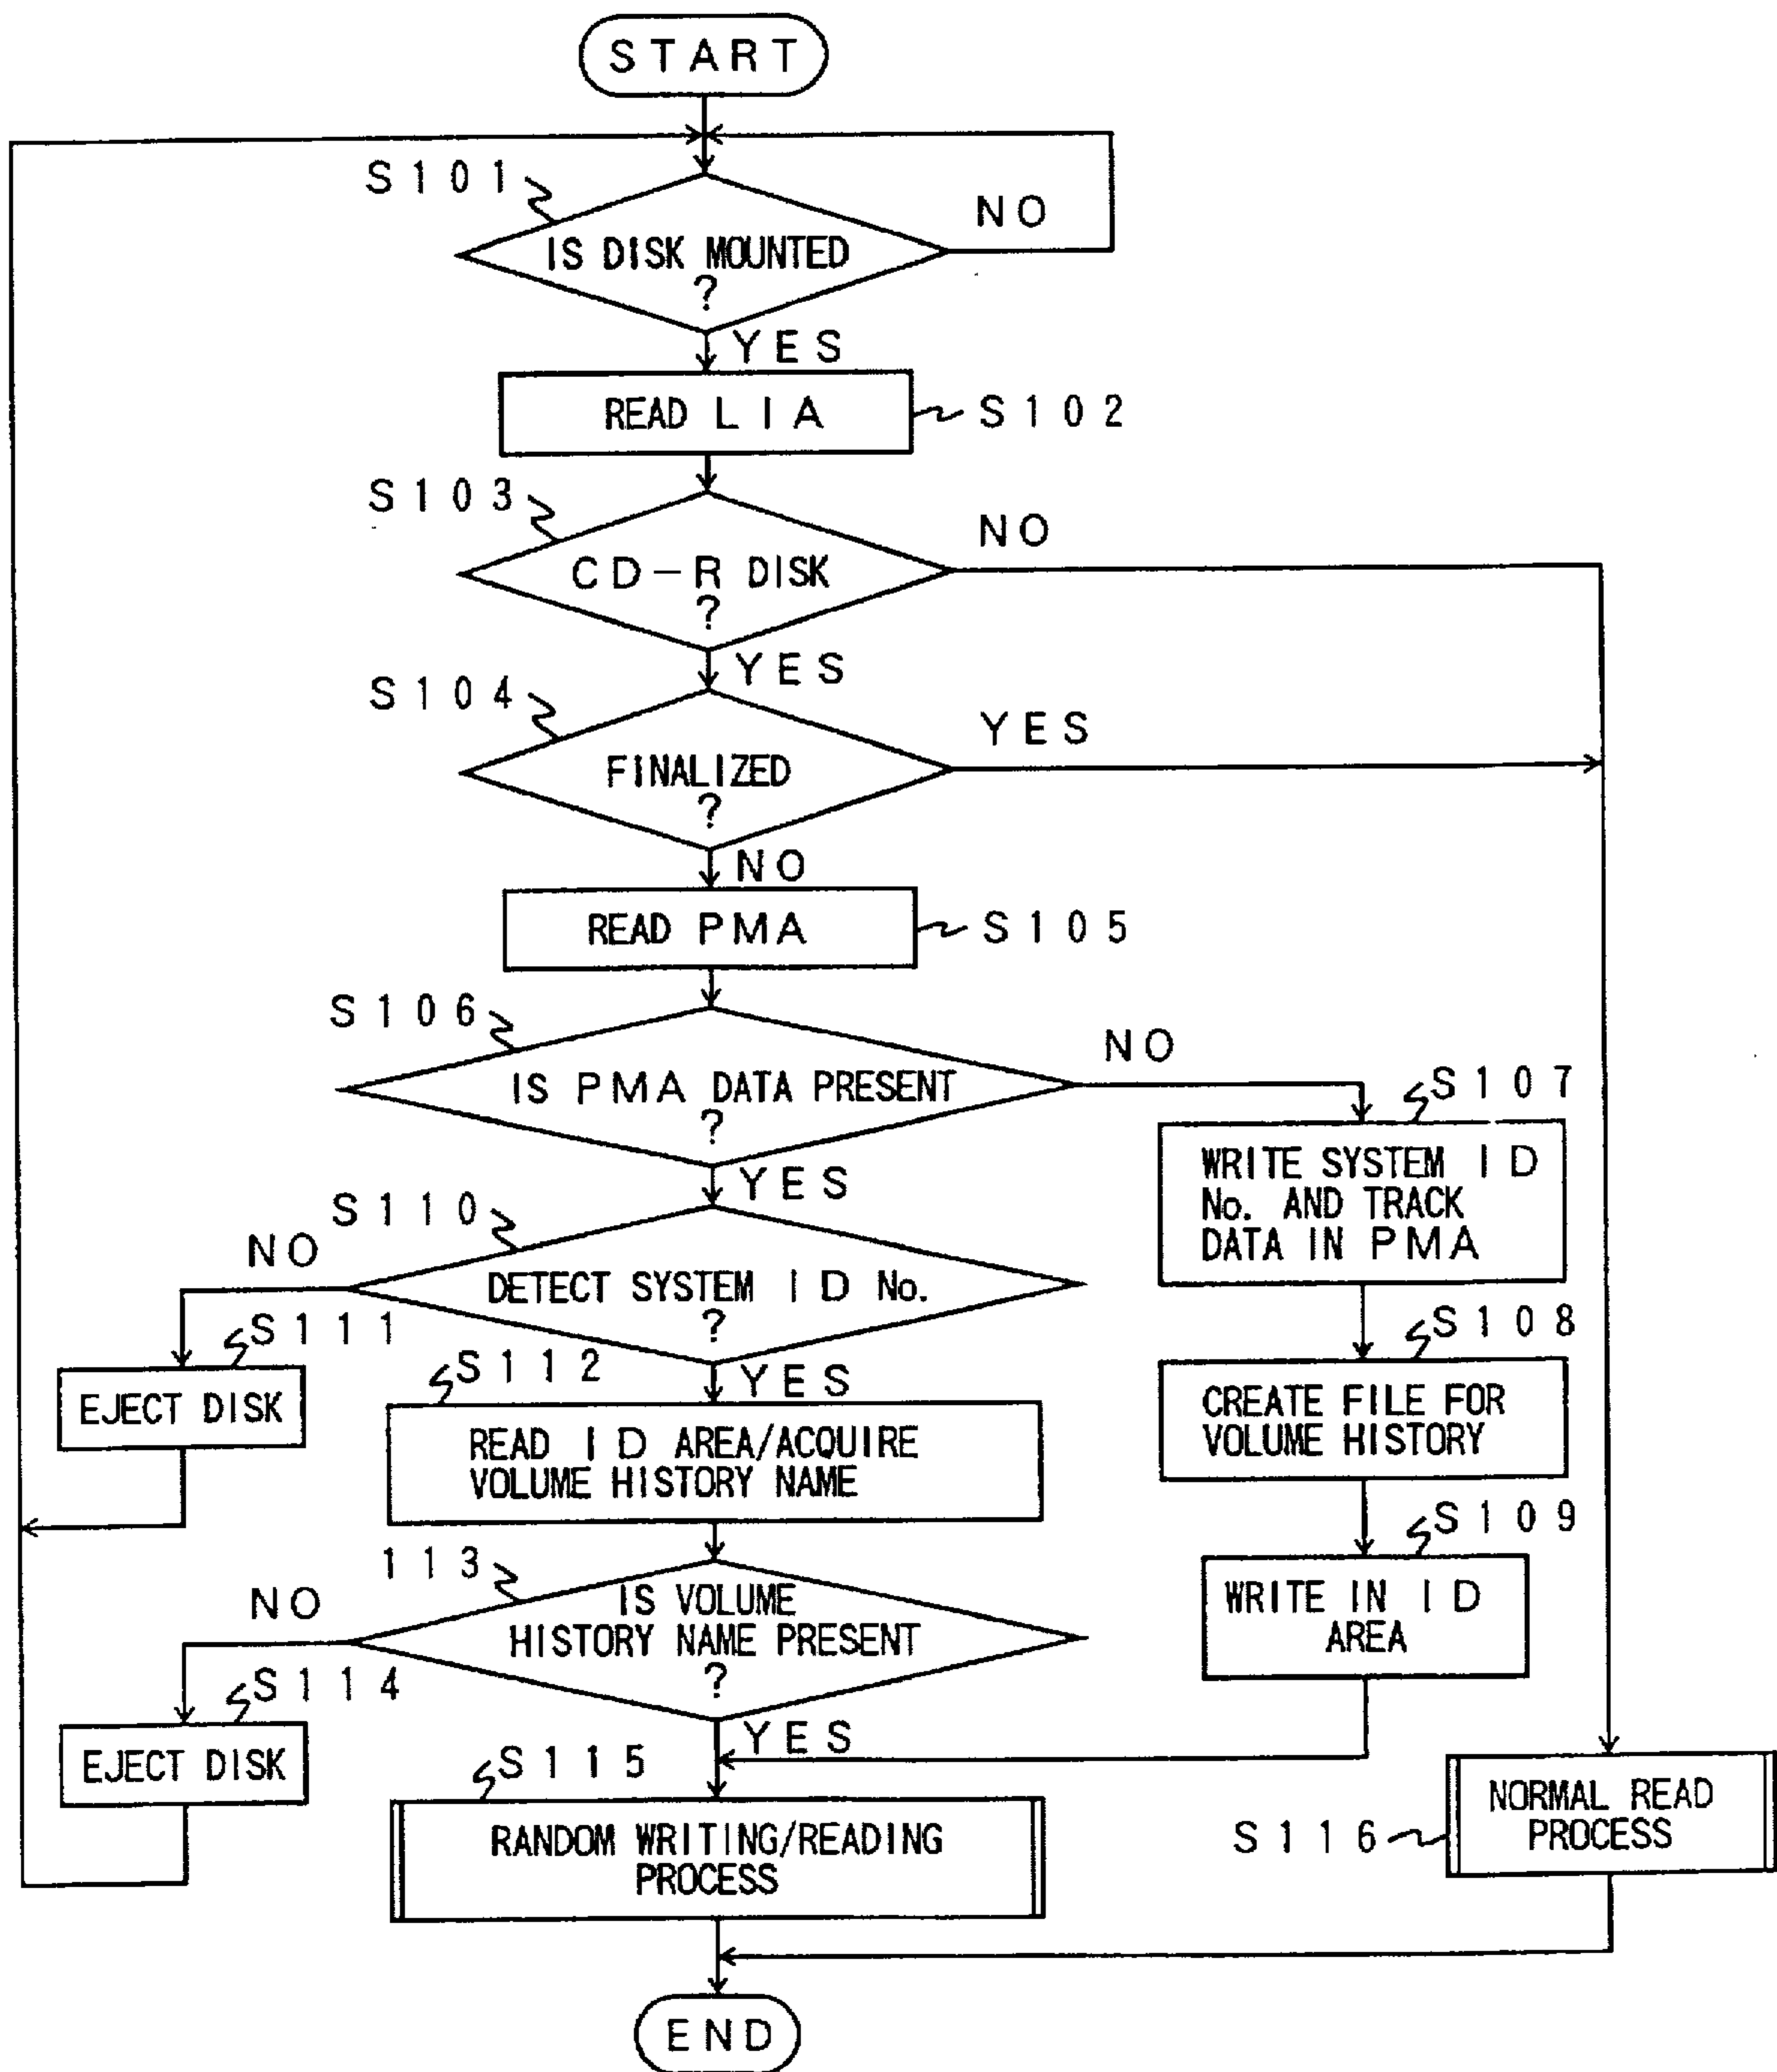 START
S101
NO
IS DISK MOUNTED
?
YES
READ LIA
S102
S103
NO
CD-R DISK
?
YES
S104
YES
FINALIZED
?
NO
READ PMA
S105
S106
NO
IS PMA DATA PRESENT
?
S107
WRITE SYSTEM ID
No. AND TRACK
DATA IN PMA
YES
S110
NO
DETECT SYSTEM ID No.
?
S111
EJECT DISK
S112
YES
READ ID AREA/ACQUIRE
VOLUME HISTORY NAME
S108
CREATE FILE FOR
VOLUME HISTORY
S109
WRITE IN ID
AREA
113
NO
IS VOLUME
HISTORY NAME PRESENT
?
S114
EJECT DISK
YES
S115
RANDOM WRITING/READING
PROCESS
S116
NORMAL READ
PROCESS
END